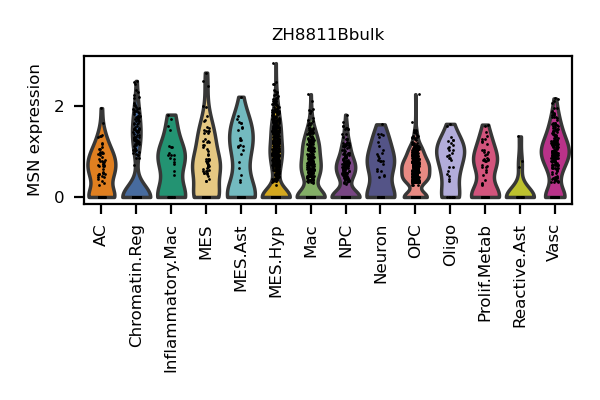 ZH8811Bbulk
MSN expression
2
0
AC
Chromatin.Reg
Inflammatory.Mac
MES
MES.Ast
MES.Hyp
Mac
NPC
Neuron
OPC
Oligo
Prolif.Metab
Reactive.Ast
Vasc